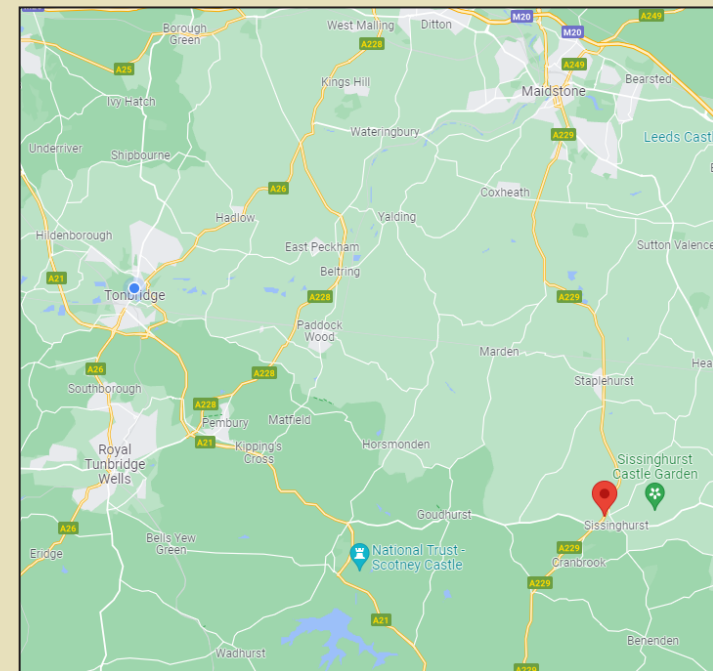 Borough
Green
West Malling
Ditton
M20
A249
A228
M20
A25
A249
Kings Hill
Bearsted
Ivy Hatch
Maidstone
Wateringbury
A229
Leeds Castl
Underriver
Shipbourne
A26
Coxheath
Hadlow
Yalding
Hildenborough
East Peckham
Sutton Valence
Beltring
A21
Tonbridge
A228
A229
Paddock
Wood
Marden
A26
Hea
A228
Staplehurst
Southborough
A228
Pembury
Matfield
A21
Kipping's
Cross
Horsmonden
Royal
Tunbridge
Wells
Sissinghurst
Castle Garden
Goudhurst
A26
Sissinghurst
Bells Yew
Green
A229
Eridge
National Trust -
Scotney Castle
Cranbrook
A229
A21
Benenden
Wadhurst
A229